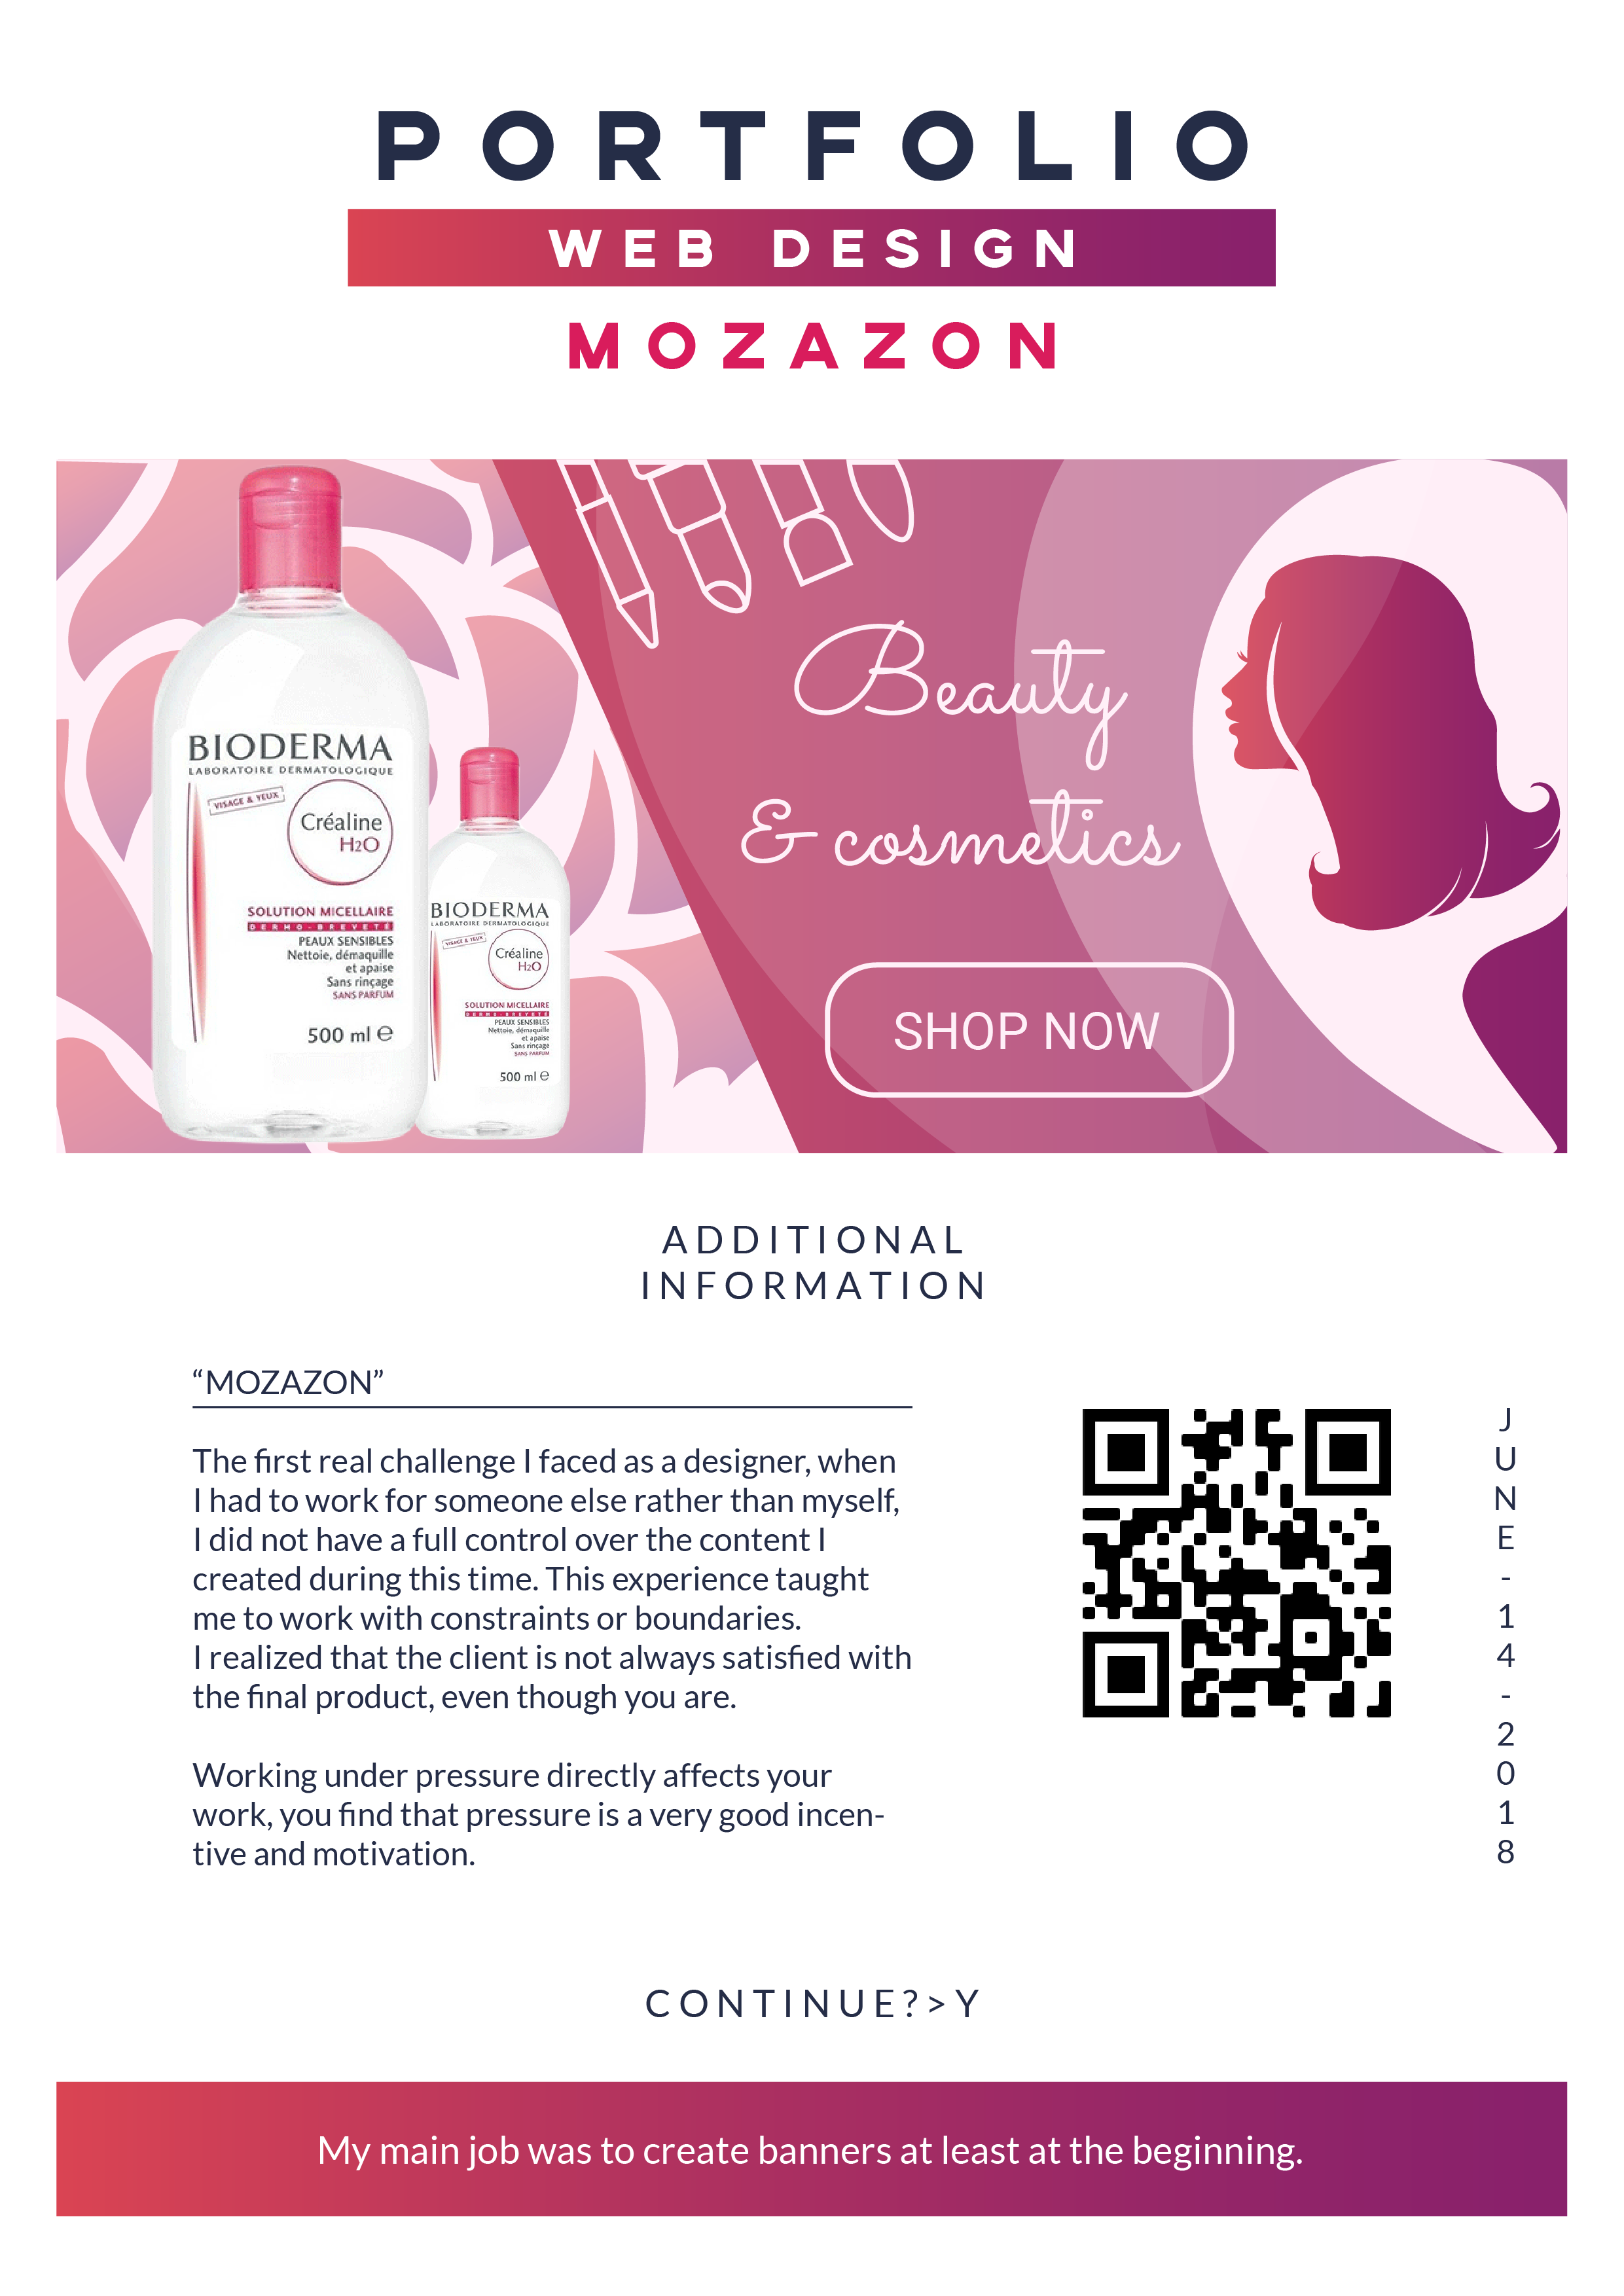 PORTFOLIO
WEB DESIGN
MOZAZON
BIODERMA
LABORATOIRE DERMATOLOGIQUE
VISAGE & YEUX
Créaline
H2O
SOLUTION MICELLAIRE
DERMO-BREVETÉ
PEAUX SENSIBLES
Nettoie, démaquille
et apaise
Sans rinçage
SANS PARFUM
500 ml ℮
BIODERMA
LABORATOIRE DERMATOLOGIQUE
VISAGE & YEUX
Créaline
H2O
SOLUTION MICELLAIRE
DERMO-BREVETÉ
PEAUX SENSIBLES
Nettoie, démaquille
et apaise
Sans rinçage
SANS PARFUM
500 ml ℮
Beauty
& cosmetics
SHOP NOW
ADDITIONAL
INFORMATION
“MOZAZON”
The first real challenge I faced as a designer, when
I had to work for someone else rather than myself,
I did not have a full control over the content I
created during this time. This experience taught
me to work with constraints or boundaries.
I realized that the client is not always satisfied with
the final product, even though you are.
Working under pressure directly affects your
work, you find that pressure is a very good incen-
tive and motivation.
JUNE-14-2018
CONTINUE?>Y
My main job was to create banners at least at the beginning.